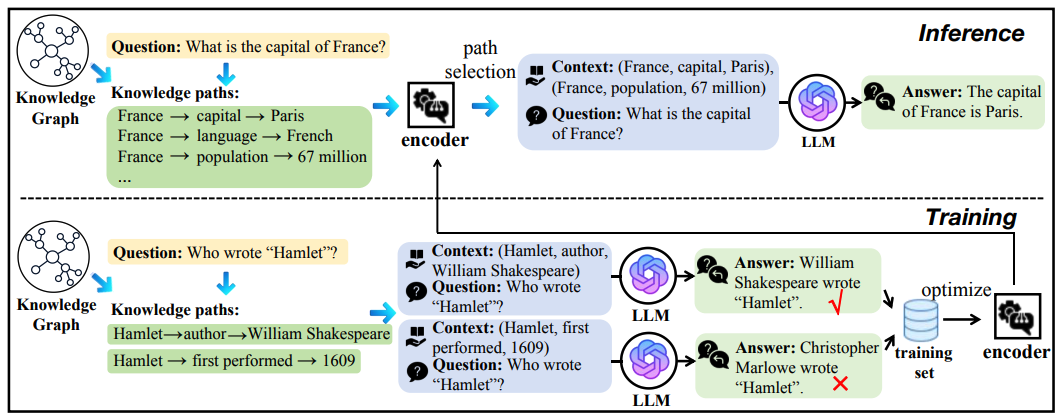 Inference
Question: What is the capital of France?
Knowledge
Graph
Knowledge paths:
France → capital → Paris
France → language → French
France → population → 67 million
...
encoder
path
selection
Context: (France, capital, Paris),
(France, population, 67 million)
Question: What is the capital
of France?
LLM
Answer: The capital
of France is Paris.
Training
Question: Who wrote “Hamlet”?
Knowledge
Graph
Knowledge paths:
Hamlet→author→William Shakespeare
Hamlet → first performed → 1609
Context: (Hamlet, author,
William Shakespeare)
Question: Who wrote
“Hamlet”?
LLM
Answer: William
Shakespeare wrote
“Hamlet”.
Context: (Hamlet, first
performed, 1609)
Question: Who wrote
“Hamlet”?
LLM
Answer: Christopher
Marlowe wrote
“Hamlet”.
training
set
optimize
encoder